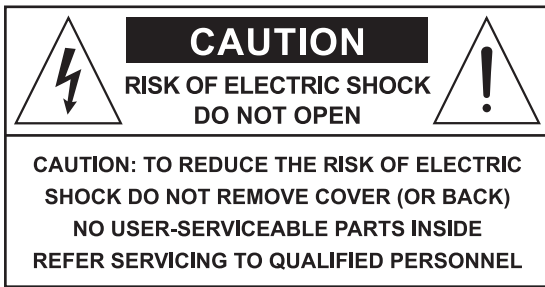 CAUTION
RISK OF ELECTRIC SHOCK
DO NOT OPEN
CAUTION: TO REDUCE THE RISK OF ELECTRIC
SHOCK DO NOT REMOVE COVER (OR BACK)
NO USER-SERVICEABLE PARTS INSIDE
REFER SERVICING TO QUALIFIED PERSONNEL